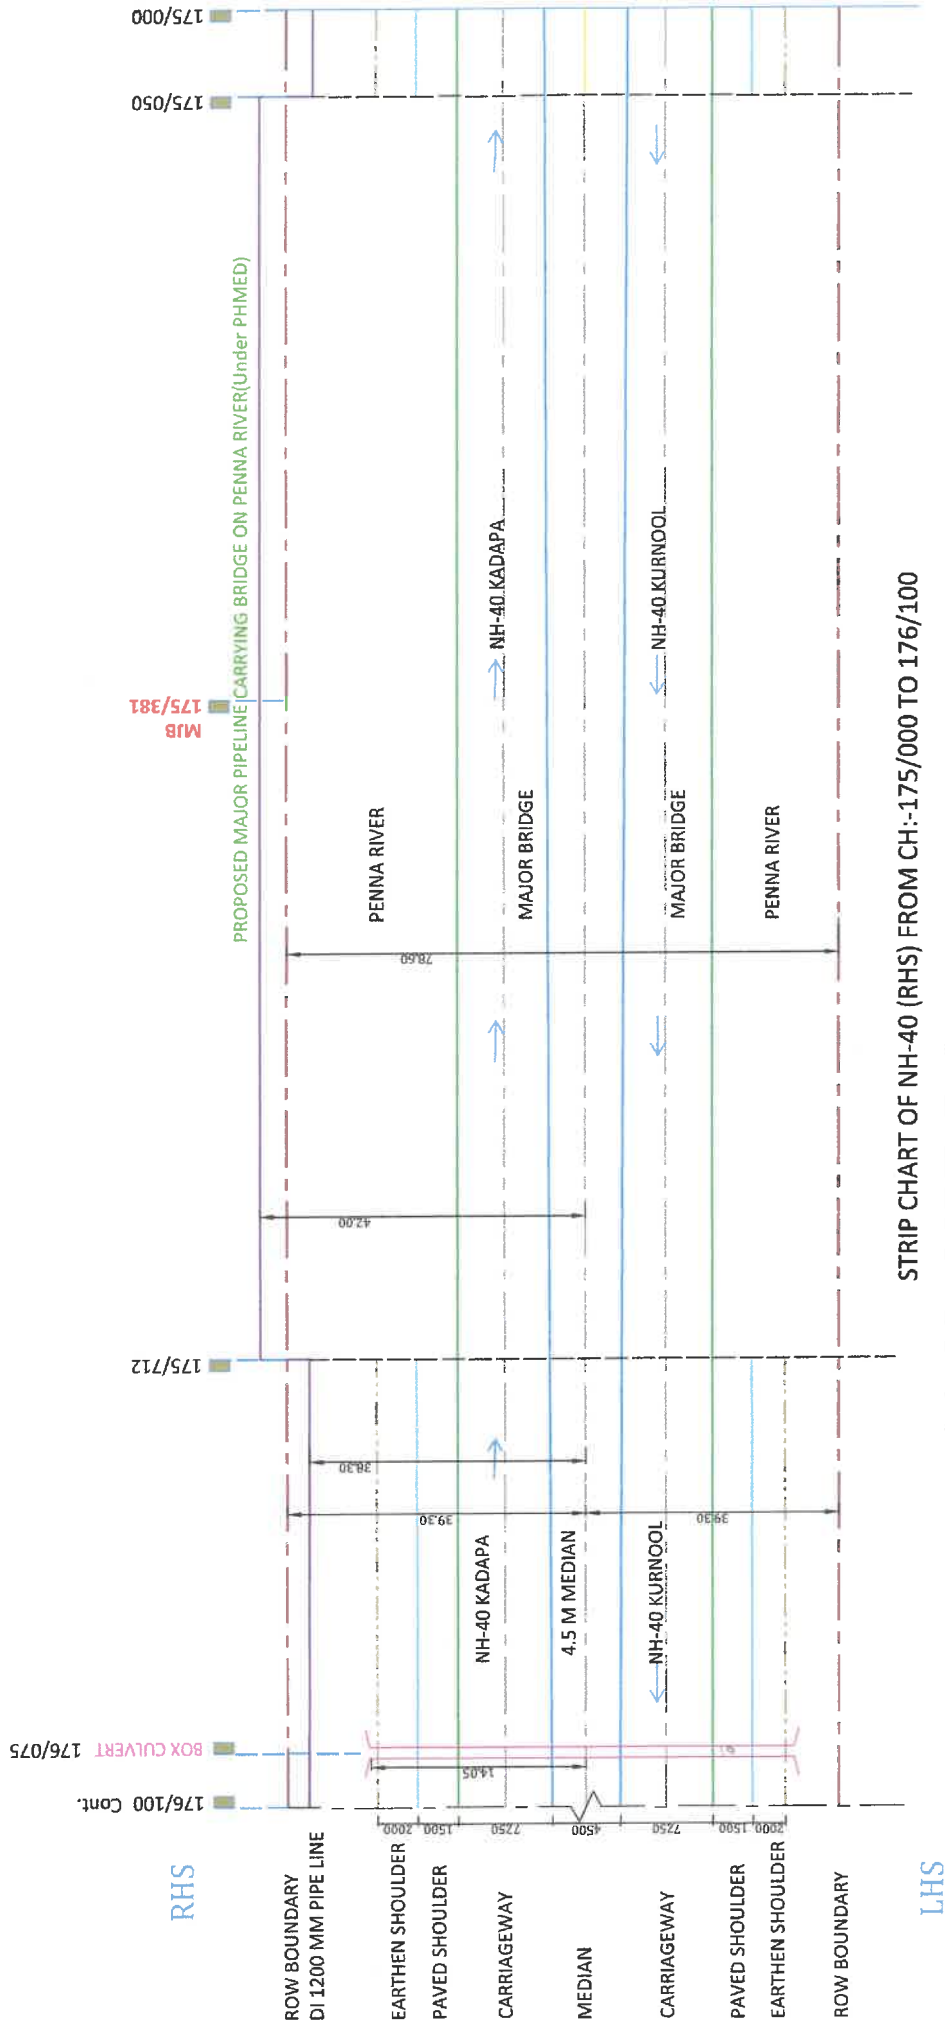 RHS
176/100 Cont.
BOX CULVERT 176/075
175/712
MJB
175/381
175/050
175/000
PROPOSED MAJOR PIPELINE CARRYING BRIDGE ON PENNA RIVER(Under PHMED)
ROW BOUNDARY
DI 1200 MM PIPE LINE
EARTHEN SHOULDER
PAVED SHOULDER
CARRIAGEWAY
MEDIAN
CARRIAGEWAY
PAVED SHOULDER
EARTHEN SHOULDER
ROW BOUNDARY
2000
1500
7250
4500
7250
1500
2000
14.05
39.30
38.30
39.30
42.00
78.60
NH-40 KADAPA
4.5 M MEDIAN
NH-40 KURNOOL
PENNA RIVER
MAJOR BRIDGE
MAJOR BRIDGE
PENNA RIVER
NH-40 KADAPA
NH-40 KURNOOL
LHS
STRIP CHART OF NH-40 (RHS) FROM CH:-175/000 TO 176/100